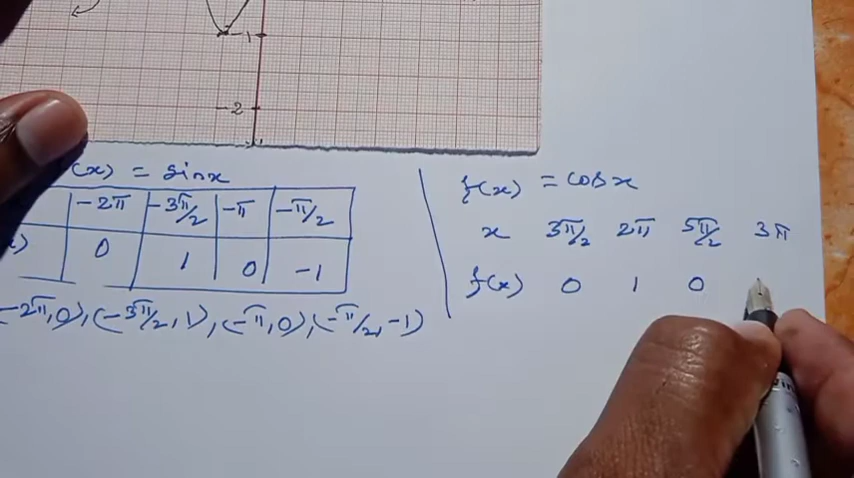 -1
-2
(x) = sinx
-2π -3π/2 -π -π/2
x) 0 1 0 -1
-2π,0),(-3π/2,1),(-π,0),(-π/2,-1)
f(x) = cosx
x 3π/2 2π 5π/2 3π
f(x) 0 1 0